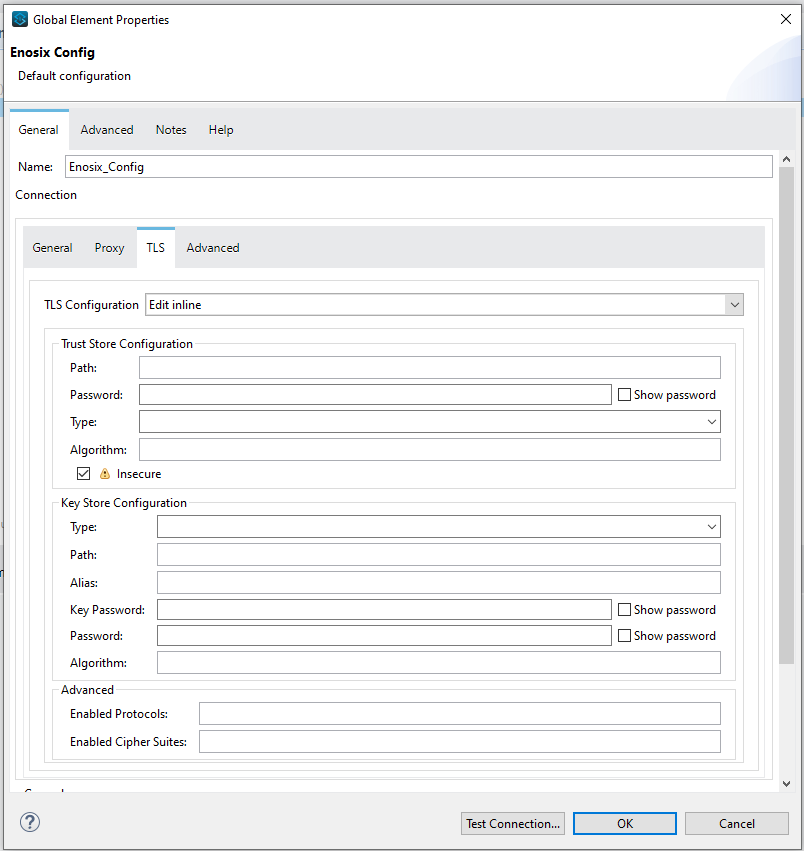 Global Element Properties
Enosix Config
Default configuration
General Advanced Notes Help
Name: Enosix_Config
Connection
General Proxy TLS Advanced
TLS Configuration Edit inline
Trust Store Configuration
Path:
Password: Show password
Type:
Algorithm:
Insecure
Key Store Configuration
Type:
Path:
Alias:
Key Password: Show password
Password: Show password
Algorithm:
Advanced
Enabled Protocols:
Enabled Cipher Suites:
? Test Connection... OK Cancel